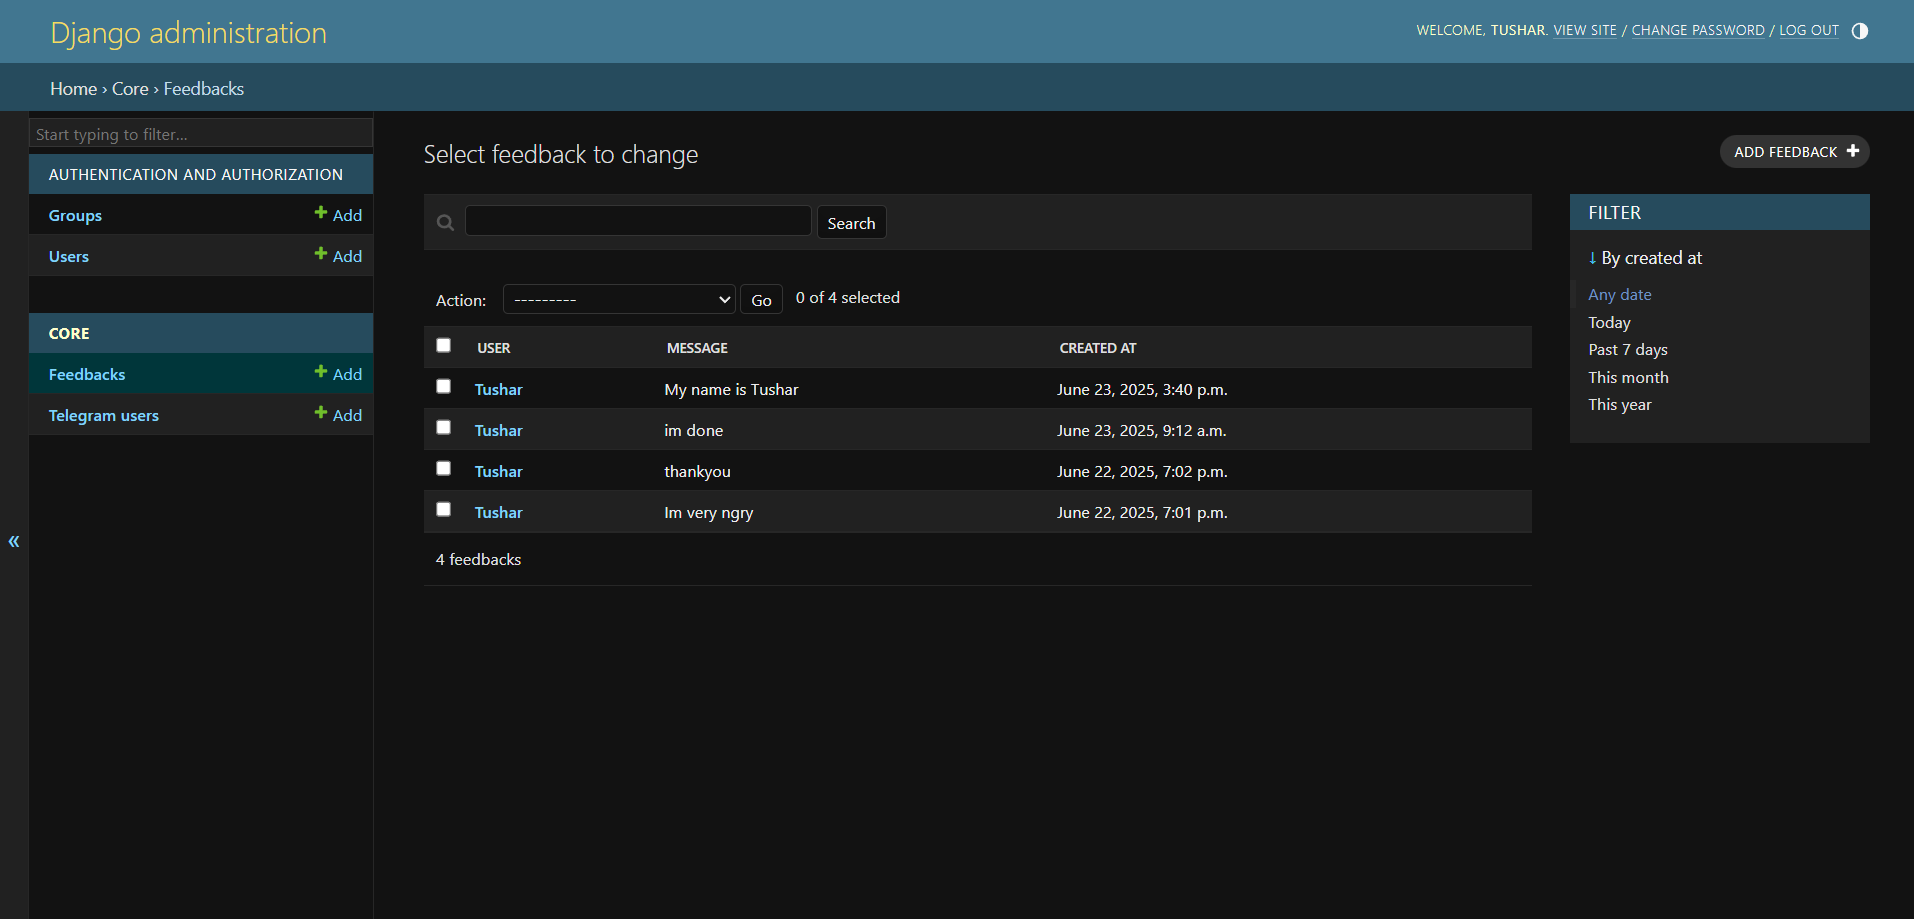 Django administration
WELCOME, TUSHAR. VIEW SITE / CHANGE PASSWORD / LOG OUT
Home › Core › Feedbacks
Start typing to filter...
AUTHENTICATION AND AUTHORIZATION
Groups + Add
Users + Add
CORE
Feedbacks + Add
Telegram users + Add
«
Select feedback to change
ADD FEEDBACK +
Search
Action: --------- Go 0 of 4 selected
USER MESSAGE CREATED AT
Tushar My name is Tushar June 23, 2025, 3:40 p.m.
Tushar im done June 23, 2025, 9:12 a.m.
Tushar thankyou June 22, 2025, 7:02 p.m.
Tushar Im very ngry June 22, 2025, 7:01 p.m.
4 feedbacks
FILTER
↓ By created at
Any date
Today
Past 7 days
This month
This year